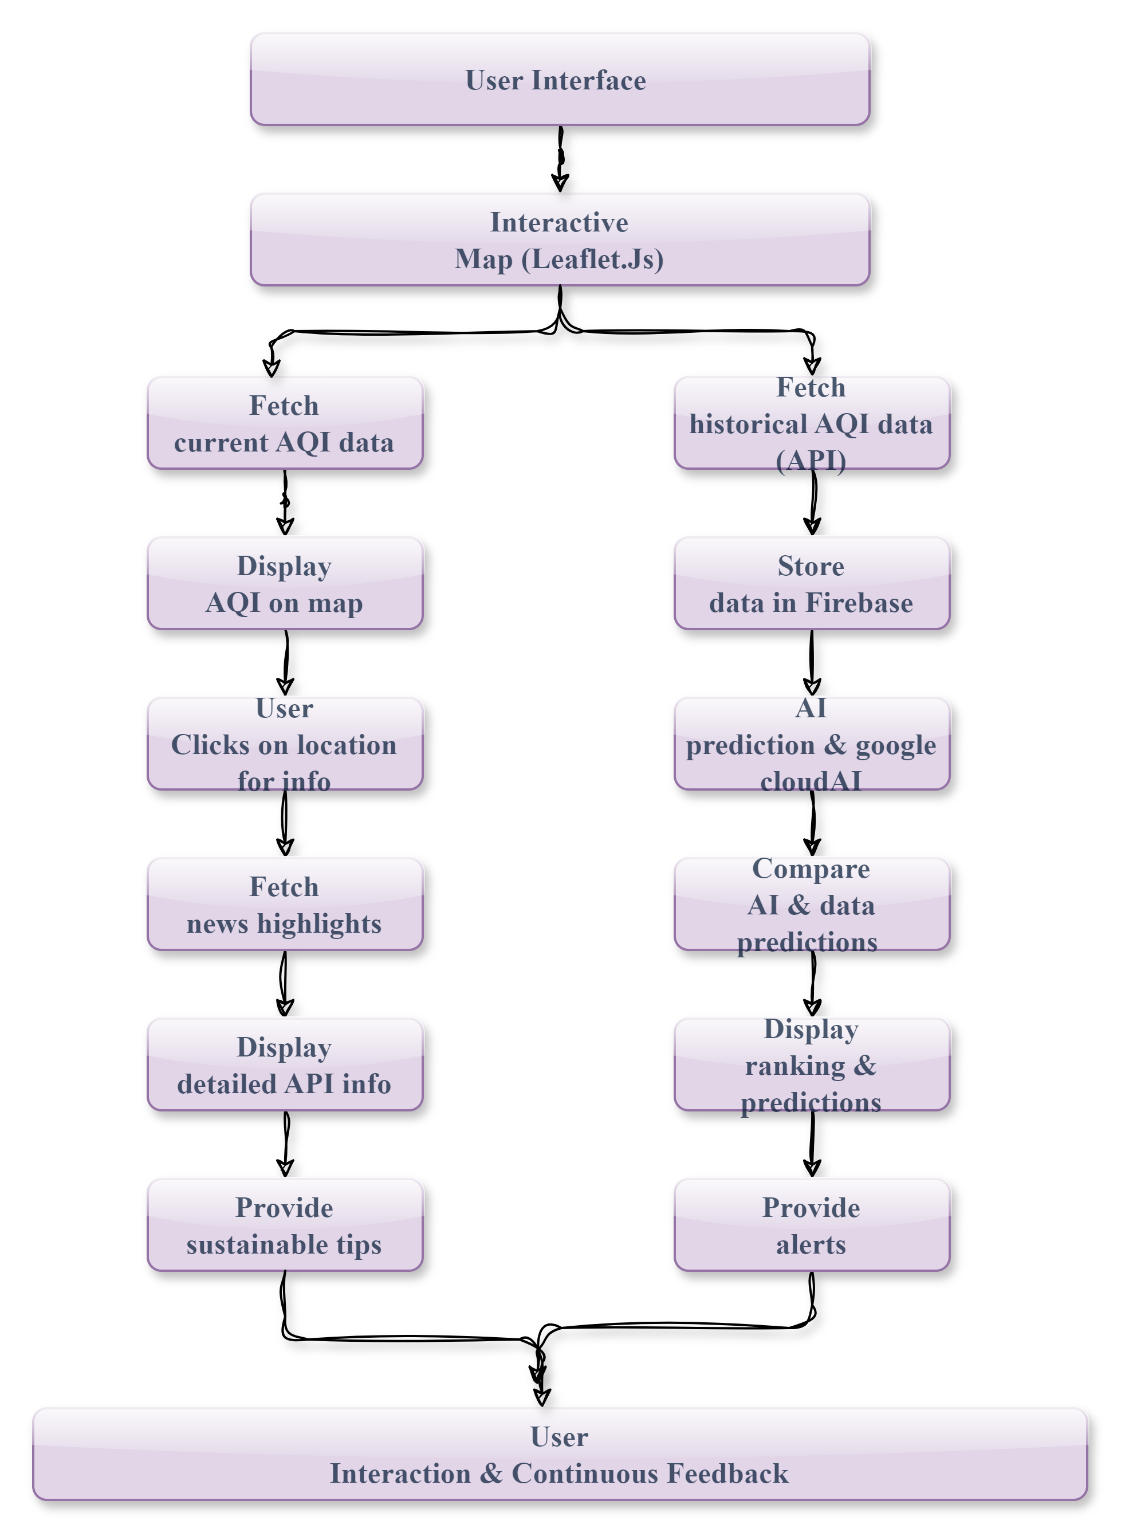 User Interface
Interactive
Map (Leaflet.Js)
Fetch
current AQI data
Fetch
historical AQI data
(API)
Display
AQI on map
Store
data in Firebase
User
Clicks on location
for info
AI
prediction & google
cloudAI
Fetch
news highlights
Compare
AI & data
predictions
Display
detailed API info
Display
ranking &
predictions
Provide
sustainable tips
Provide
alerts
User
Interaction & Continuous Feedback